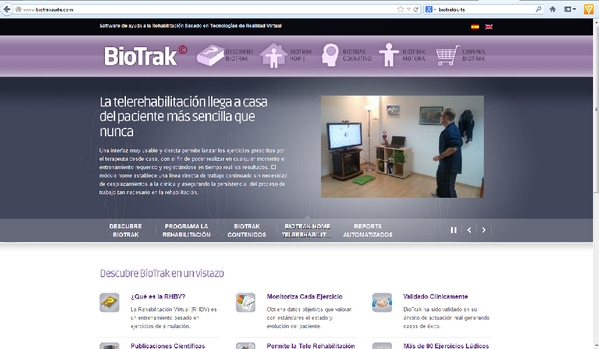 www.biotraksuite.com
Software de ayuda a la Rehabilitación Basado en Tecnologías de Realidad Virtual
BioTrak©
DESCUBRE
BIOTRAK
BIOTRAK
HOME
BIOTRAK
COGNITIVO
BIOTRAK
MOTORA
COMPRA
BIOTRAK
La telerehabilitación llega a casa
del paciente más sencilla que
nunca
Una interfaz muy usable y directa permite lanzar los ejercicios prescritos por
el terapeuta desde casa, con el fin de poder realizar en cualquier momento el
entrenamiento requerido y registrándose en tiempo real los resultados. El
módulo home establece una línea directa de trabajo continuado sin necesidad
de desplazamientos a la clínica y asegurando la persistencia del proceso de
trabajo tan necesario en la rehabilitación.
DESCUBRE
BIOTRAK
PROGRAMA LA
REHABILITACIÓN
BIOTRAK
CONTENIDOS
BIOTRAK HOME
TELEREHABILIT...
REPORTS
AUTOMATIZADOS
Descubre BioTrak en un vistazo
¿Qué es la RHBV?
La Rehabilitación Virtual (RHBV) es
un entrenamiento basado en
ejercicios de simulación.
Monitoriza Cada Ejercicio
Obtiene datos objetivos que valoran
con estándares el estado y
evolución del paciente.
Validado Clínicamente
BioTrak ha sido validado en su
ámbito de actuación real generando
casos de éxito.
Publicaciones Científicas
Permite la Tele Rehabilitación
Más de 90 Ejercicios Lúdicos